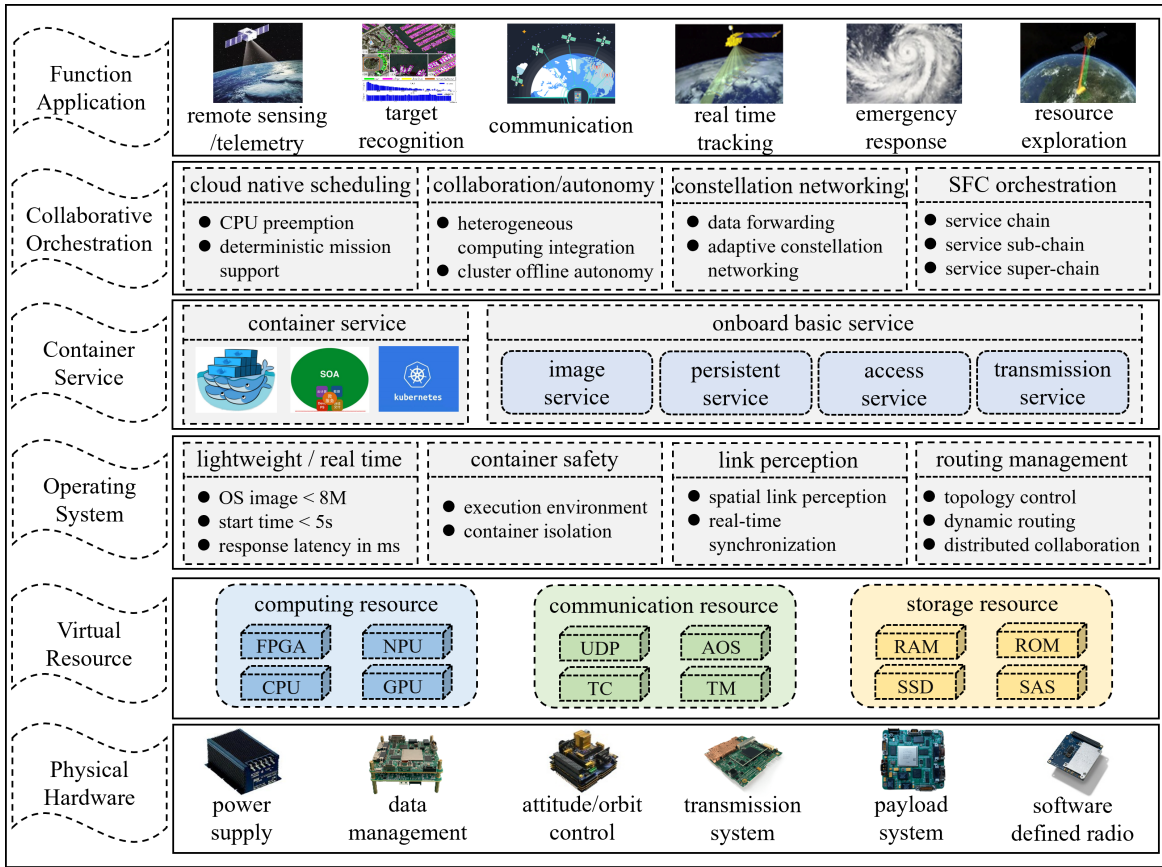 Function
Application
remote sensing
/telemetry
target
recognition
communication
real time
tracking
emergency
response
resource
exploration
Collaborative
Orchestration
cloud native scheduling
● CPU preemption
● deterministic mission
support
collaboration/autonomy
● heterogeneous
computing integration
● cluster offline autonomy
constellation networking
● data forwarding
● adaptive constellation
networking
SFC orchestration
● service chain
● service sub-chain
● service super-chain
Container
Service
container service
SOA
kubernetes
onboard basic service
image
service
persistent
service
access
service
transmission
service
Operating
System
lightweight / real time
● OS image < 8M
● start time < 5s
● response latency in ms
container safety
● execution environment
● container isolation
link perception
● spatial link perception
● real-time
synchronization
routing management
● topology control
● dynamic routing
● distributed collaboration
Virtual
Resource
computing resource
FPGA
NPU
CPU
GPU
communication resource
UDP
AOS
TC
TM
storage resource
RAM
ROM
SSD
SAS
Physical
Hardware
power
supply
data
management
attitude/orbit
control
transmission
system
payload
system
software
defined radio